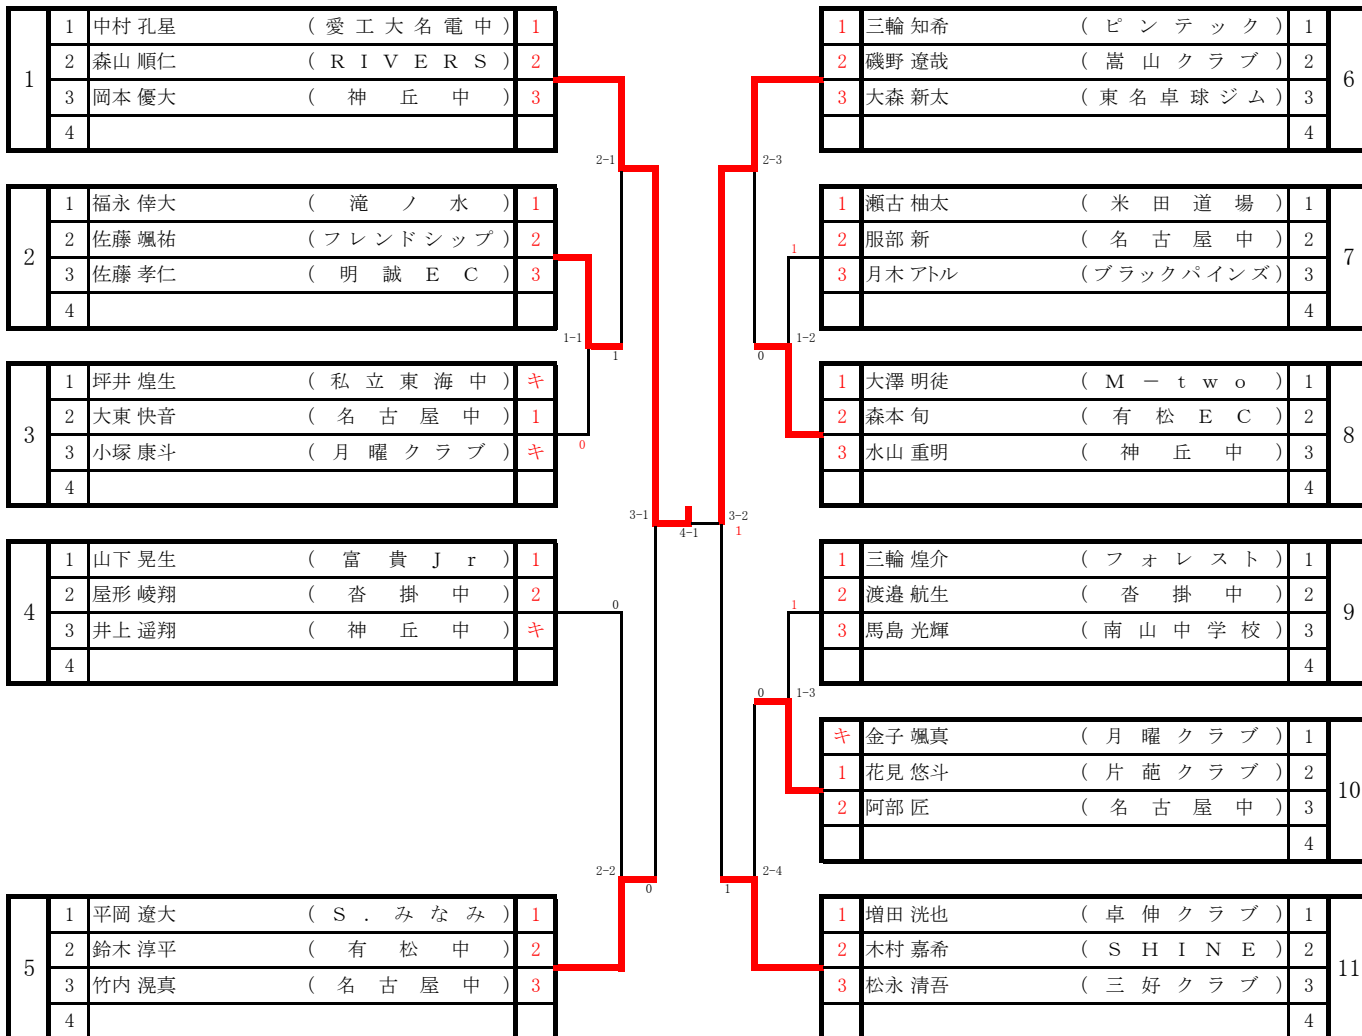 1 中村 孔星 (愛工大名電中) 1
2 森山 順仁 (RIVERS) 2
1
3 岡本 優大 (神丘中) 3
4
1 福永 倖大 (滝ノ水) 1
2 佐藤 颯祐 (フレンドシップ) 2
2
3 佐藤 孝仁 (明誠EC) 3
4
1 坪井 煌生 (私立東海中) キ
2 大東 快音 (名古屋中) 1
3
3 小塚 康斗 (月曜クラブ) キ
4
1 山下 晃生 (富貴Jr) 1
2 屋形 崚翔 (沓掛中) 2
4
3 井上 遥翔 (神丘中) キ
4
1 平岡 遼大 (S.みなみ) 1
2 鈴木 淳平 (有松中) 2
5
3 竹内 滉真 (名古屋中) 3
4
2-1
1-1
1
0
3-1
4-1
0
2-2
0
2-3
1
1-2
0
3-2
1
1
0
1-3
2-4
1
1 三輪 知希 (ピンテック) 1
2 磯野 遼哉 (嵩山クラブ) 2
6
3 大森 新太 (東名卓球ジム) 3
4
1 瀬古 柚太 (米田道場) 1
2 服部 新 (名古屋中) 2
7
3 月木 アトル (ブラックパインズ) 3
4
1 大澤 明徒 (M-two) 1
2 森本 旬 (有松EC) 2
8
3 水山 重明 (神丘中) 3
4
1 三輪 煌介 (フォレスト) 1
2 渡邉 航生 (沓掛中) 2
9
3 馬島 光輝 (南山中学校) 3
4
キ 金子 颯真 (月曜クラブ) 1
1 花見 悠斗 (片葩クラブ) 2
10
2 阿部 匠 (名古屋中) 3
4
1 増田 洸也 (卓伸クラブ) 1
2 木村 嘉希 (SHINE) 2
11
3 松永 清吾 (三好クラブ) 3
4